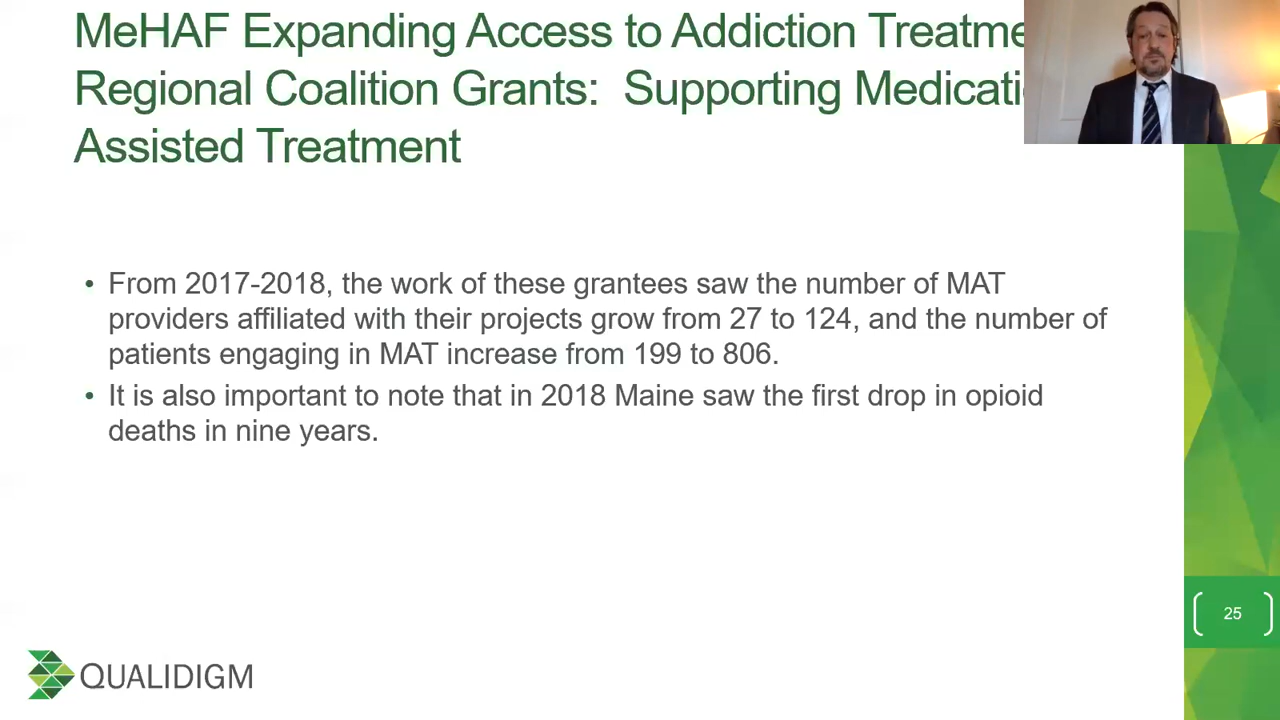 MeHAF Expanding Access to Addiction
Regional Coalition Grants: Supporting
Assisted Treatment
• From 2017-2018, the work of these grantees saw the number of MAT
providers affiliated with their projects grow from 27 to 124, and the number of
patients engaging in MAT increase from 199 to 806.
• It is also important to note that in 2018 Maine saw the first drop in opioid
deaths in nine years.
25
QUALIDIGM